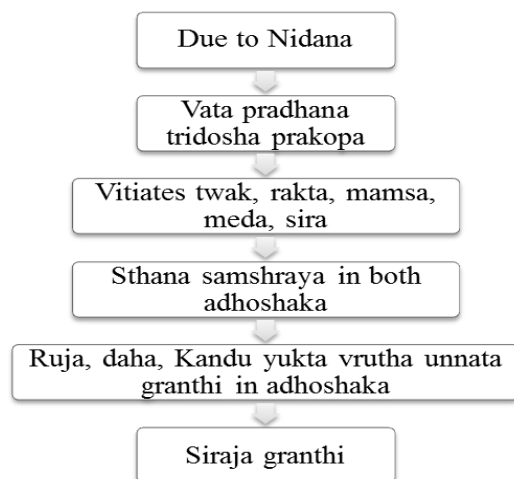 Due to Nidana
Vata pradhana
tridosha prakopa
Vitiates twak, rakta, mamsa,
meda, sira
Sthana samshraya in both
adhoshaka
Ruja, daha, Kandu yukta vrutha unnata
granthi in adhoshaka
Siraja granthi